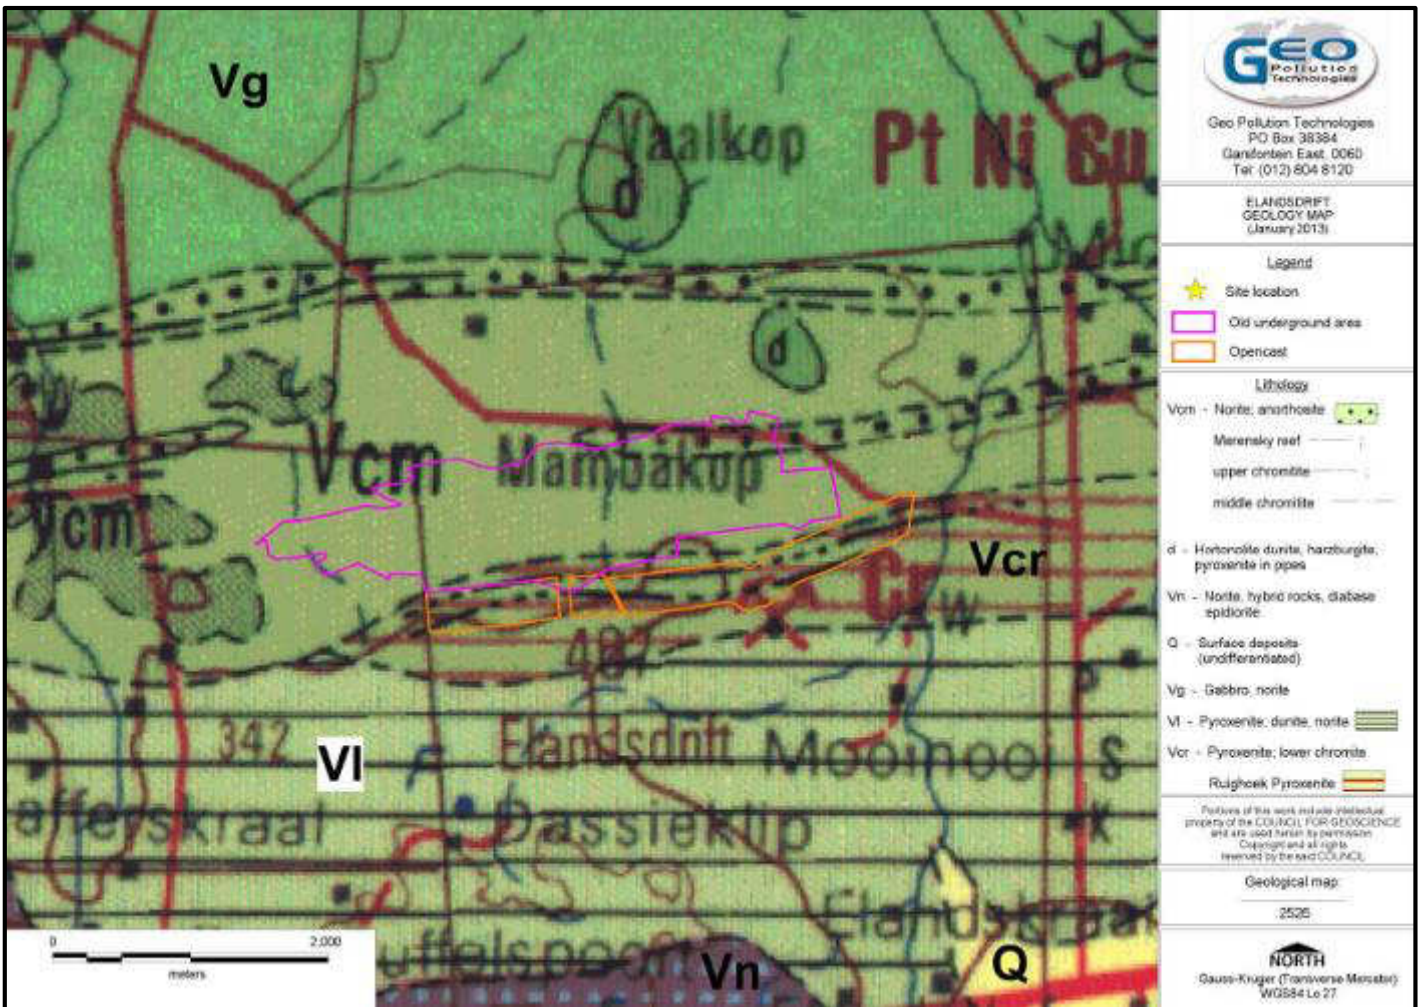 Vg
Vaalkop
d
d
Pt Ni Cu
d
Vcm
Mambakop
Vcm
Vcr
Cr
W
487
342
Vl
Elandsdrift
Mooinooi
S
F
afferskraal
Dassieklip
K
Elandskraal
uffelspoort
Vn
Q
0 2,000
meters
GEO
Pollution
Technologies
Geo Pollution Technologies
PO Box 38384
Garsfontein East, 0060
Tel: (012) 804 8120
ELANDSDRIFT
GEOLOGY MAP
(January 2013)
Legend
Site location
Old underground area
Opencast
Lithology
Vcm - Norite; anorthosite
Merensky reef
upper chromitite
middle chromitite
d - Hortonolite dunite, harzburgite,
pyroxenite in pipes
Vn - Norite, hybrid rocks, diabase
epidiorite
Q - Surface deposits
(undifferentiated)
Vg - Gabbro, norite
Vl - Pyroxenite; dunite, norite
Vcr - Pyroxenite; lower chromite
Ruighoek Pyroxenite
Portions of this work include intellectual
property of the COUNCIL FOR GEOSCIENCE
and are used herein by permission
Copyright and all rights
reserved by the said COUNCIL
Geological map:
2526
NORTH
Gauss-Kruger (Transverse Mercator)
WGS84 Lo 27